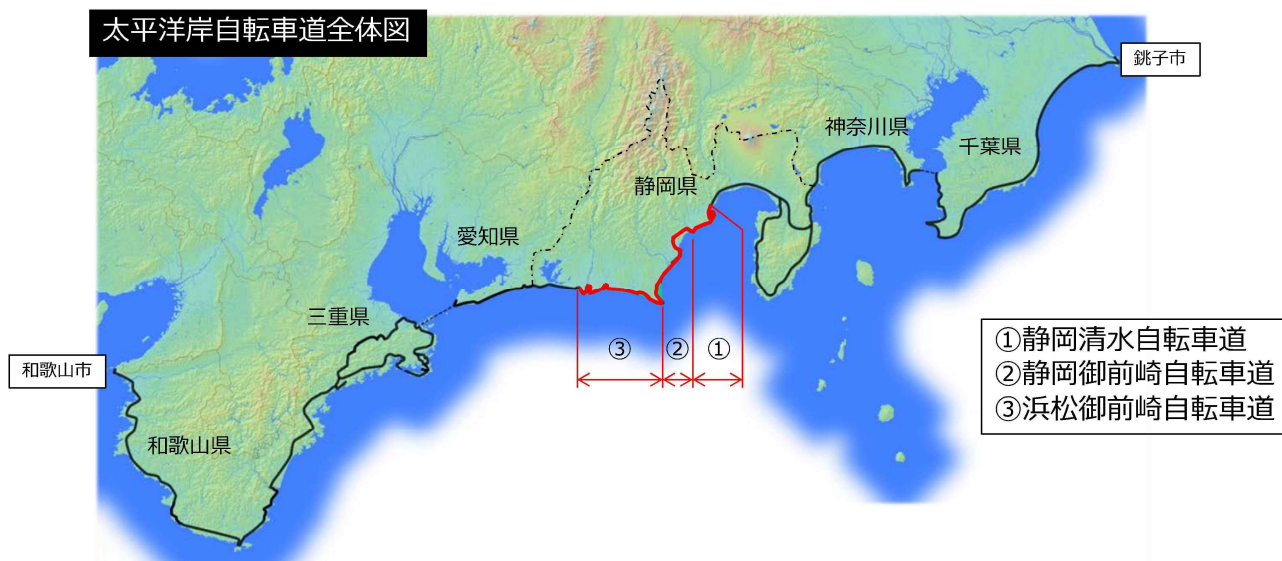 太平洋岸自転車道全体図
銚子市
神奈川県
千葉県
静岡県
愛知県
三重県
和歌山市
和歌山県
③
②
①
①静岡清水自転車道
②静岡御前崎自転車道
③浜松御前崎自転車道